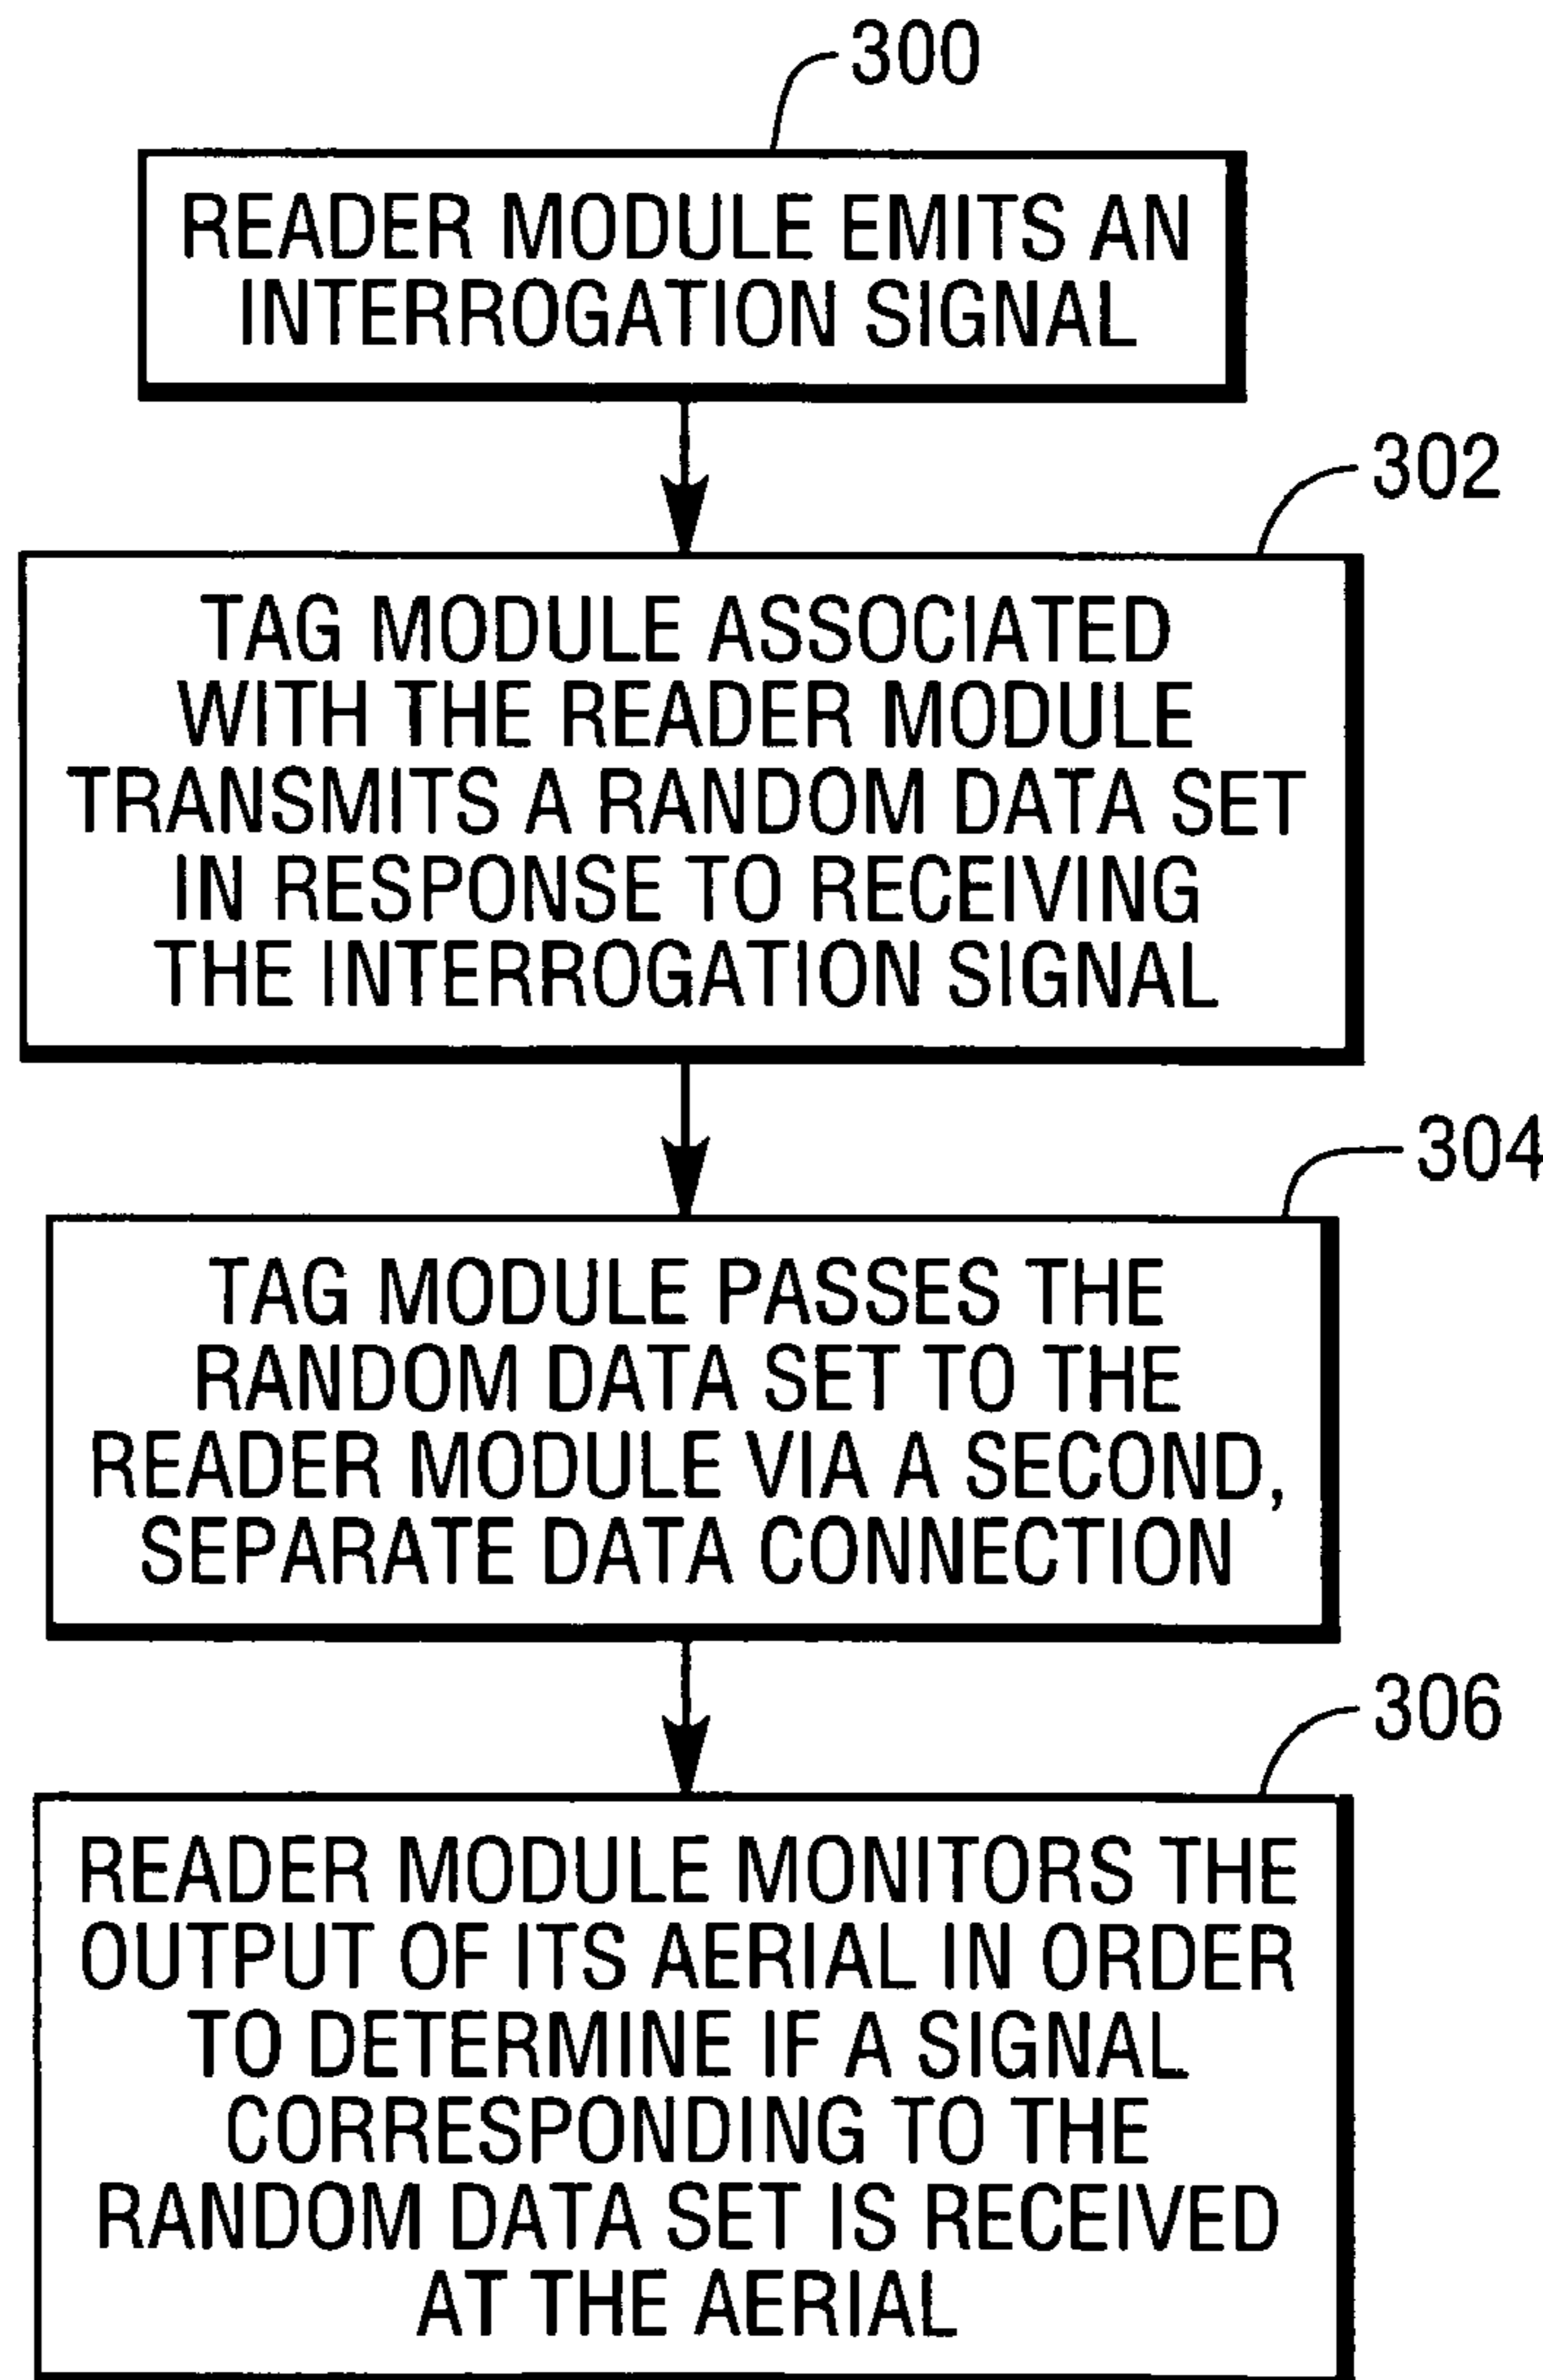 300
READER MODULE EMITS AN
INTERROGATION SIGNAL
302
TAG MODULE ASSOCIATED
WITH THE READER MODULE
TRANSMITS A RANDOM DATA SET
IN RESPONSE TO RECEIVING
THE INTERROGATION SIGNAL
304
TAG MODULE PASSES THE
RANDOM DATA SET TO THE
READER MODULE VIA A SECOND,
SEPARATE DATA CONNECTION
306
READER MODULE MONITORS THE
OUTPUT OF ITS AERIAL IN ORDER
TO DETERMINE IF A SIGNAL
CORRESPONDING TO THE
RANDOM DATA SET IS RECEIVED
AT THE AERIAL